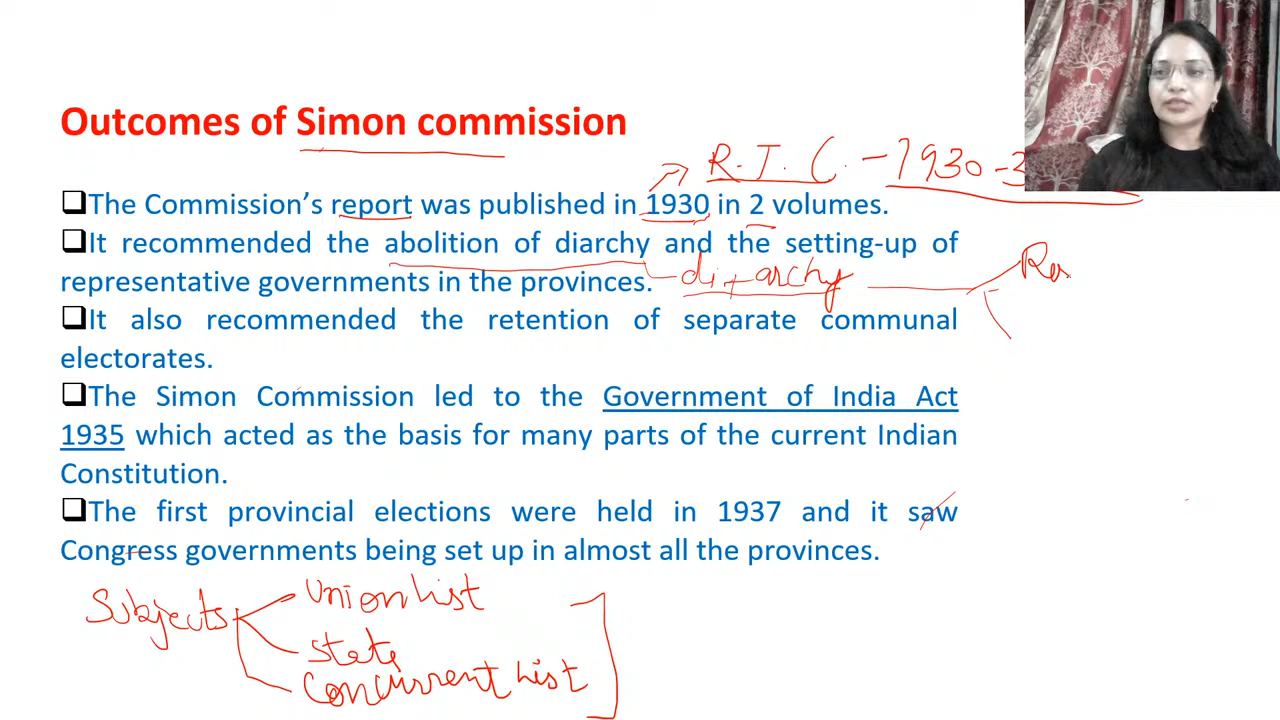 Outcomes of Simon commission
R.T.C. - 1930-3
❑The Commission's report was published in 1930 in 2 volumes.
❑It recommended the abolition of diarchy and the setting-up of
representative governments in the provinces.
di+archy
❑It also recommended the retention of separate communal
electorates.
❑The Simon Commission led to the Government of India Act
1935 which acted as the basis for many parts of the current Indian
Constitution.
❑The first provincial elections were held in 1937 and it saw
Congress governments being set up in almost all the provinces.
Subjects
Union List
State
Concurrent List